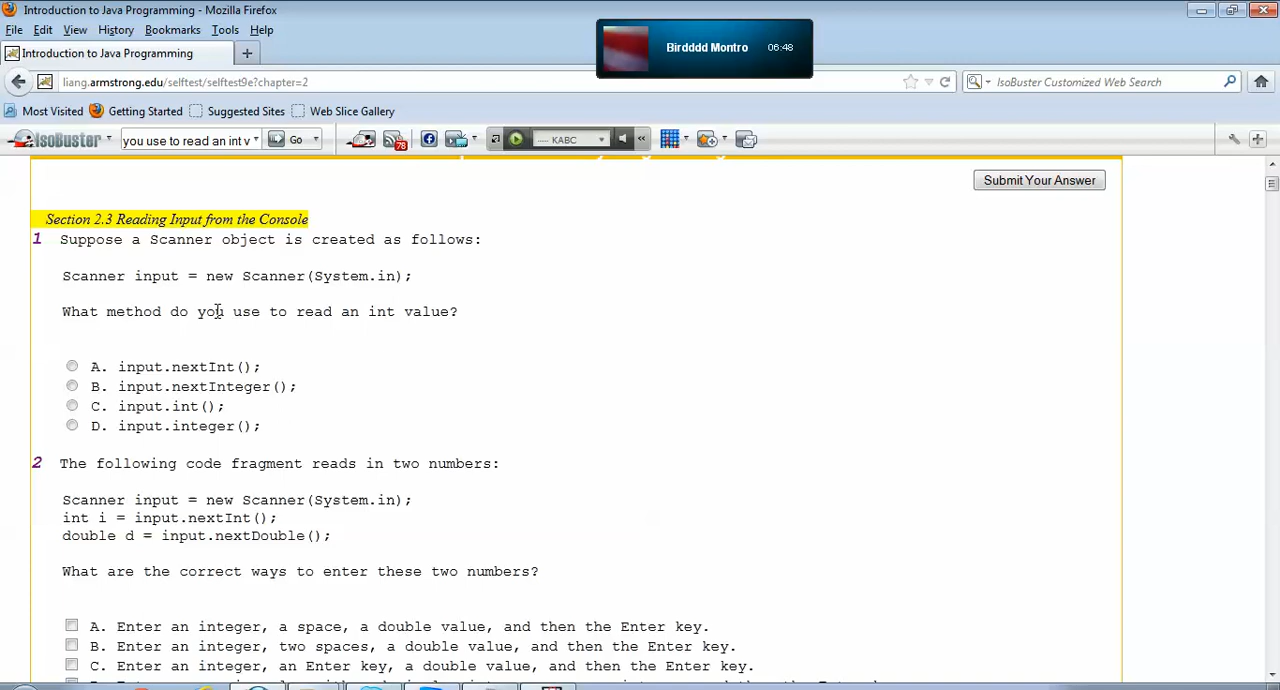 Introduction to Java Programming - Mozilla Firefox
File Edit View History Bookmarks Tools Help
Birdddd Montro 06:48
Introduction to Java Programming
liang.armstrong.edu/selftest/selftest9e?chapter=2
IsoBuster Customized Web Search
Most Visited Getting Started Suggested Sites Web Slice Gallery
IsoBuster you use to read an int v Go 78 KABC
Submit Your Answer
Section 2.3 Reading Input from the Console
1 Suppose a Scanner object is created as follows:
Scanner input = new Scanner(System.in);
What method do you use to read an int value?
A. input.nextInt();
B. input.nextInteger();
C. input.int();
D. input.integer();
2 The following code fragment reads in two numbers:
Scanner input = new Scanner(System.in);
int i = input.nextInt();
double d = input.nextDouble();
What are the correct ways to enter these two numbers?
A. Enter an integer, a space, a double value, and then the Enter key.
B. Enter an integer, two spaces, a double value, and then the Enter key.
C. Enter an integer, an Enter key, a double value, and then the Enter key.